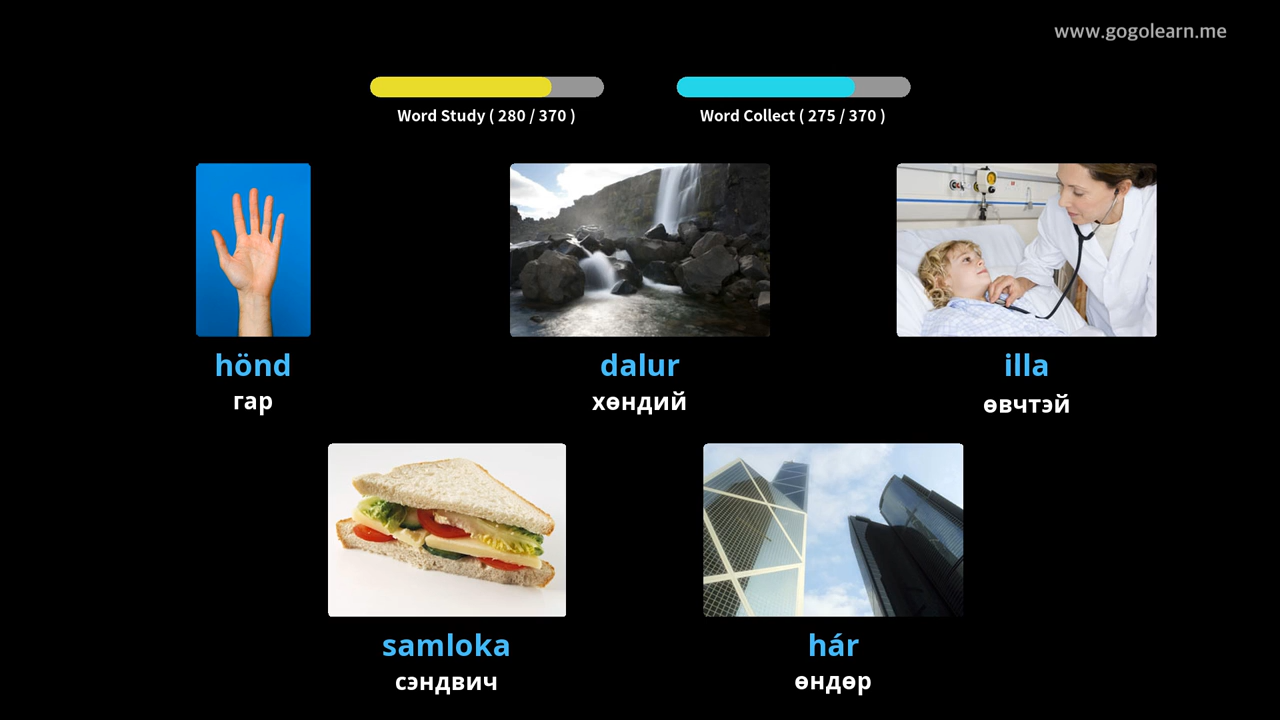 www.gogolearn.me
Word Study ( 280 / 370 )
Word Collect ( 275 / 370 )
hönd
гар
dalur
хөндий
illa
өвчтэй
samloka
сэндвич
hár
өндөр